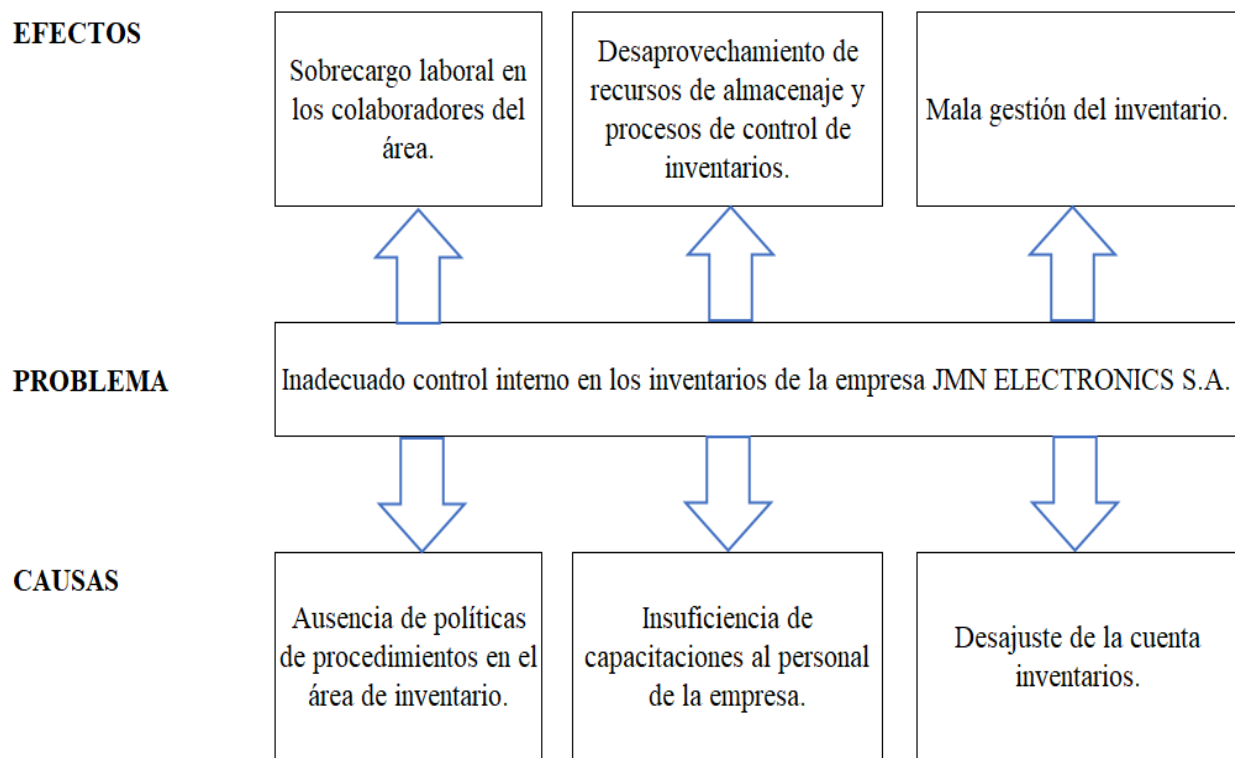 EFECTOS
Sobrecargo laboral en
los colaboradores del
área.
Desaprovechamiento de
recursos de almacenaje y
procesos de control de
inventarios.
Mala gestión del inventario.
PROBLEMA
Inadecuado control interno en los inventarios de la empresa JMN ELECTRONICS S.A.
CAUSAS
Ausencia de políticas
de procedimientos en el
área de inventario.
Insuficiencia de
capacitaciones al personal
de la empresa.
Desajuste de la cuenta
inventarios.